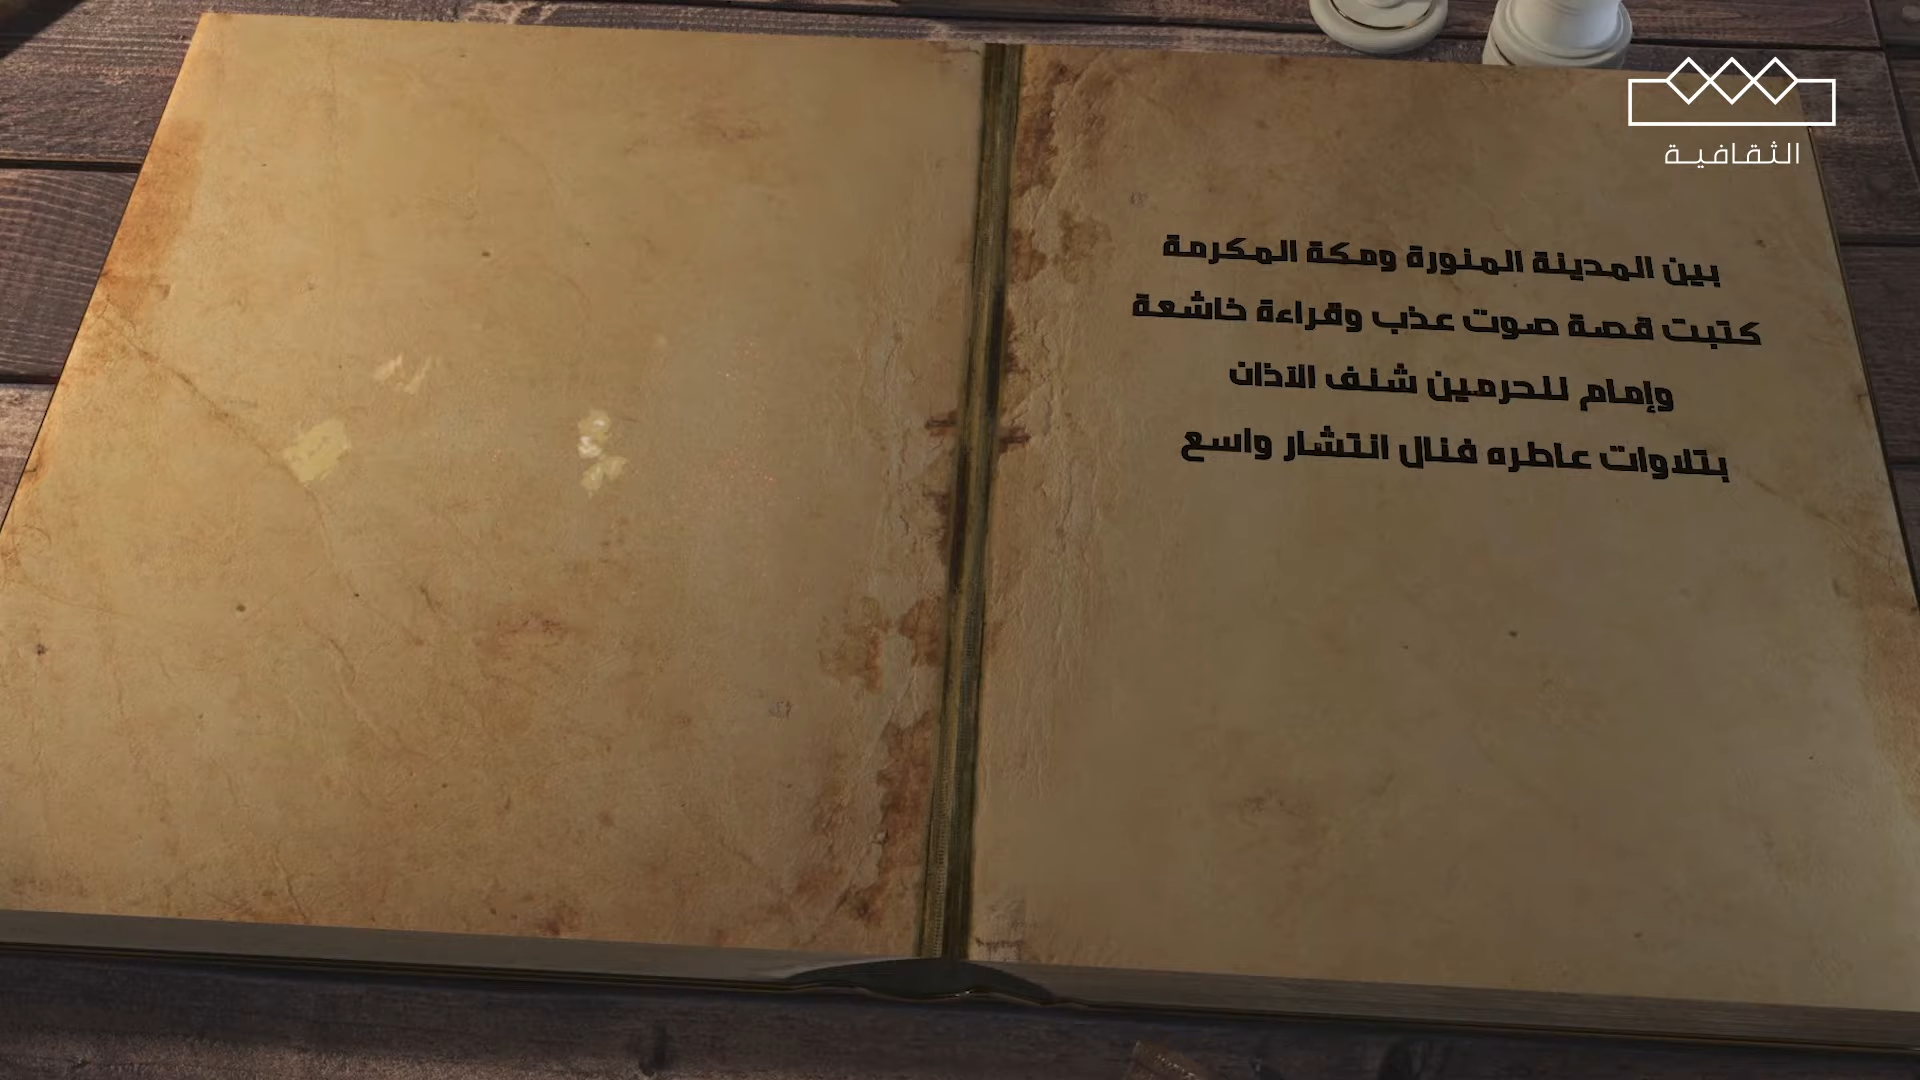 الثقافية
بين المدينة المنورة ومكة المكرمة
كتبت قصة صوت عذب وقراءة خاشعة
وإمام للحرمين شنف الآذان
بتلاوات عاطره فنال انتشار واسع